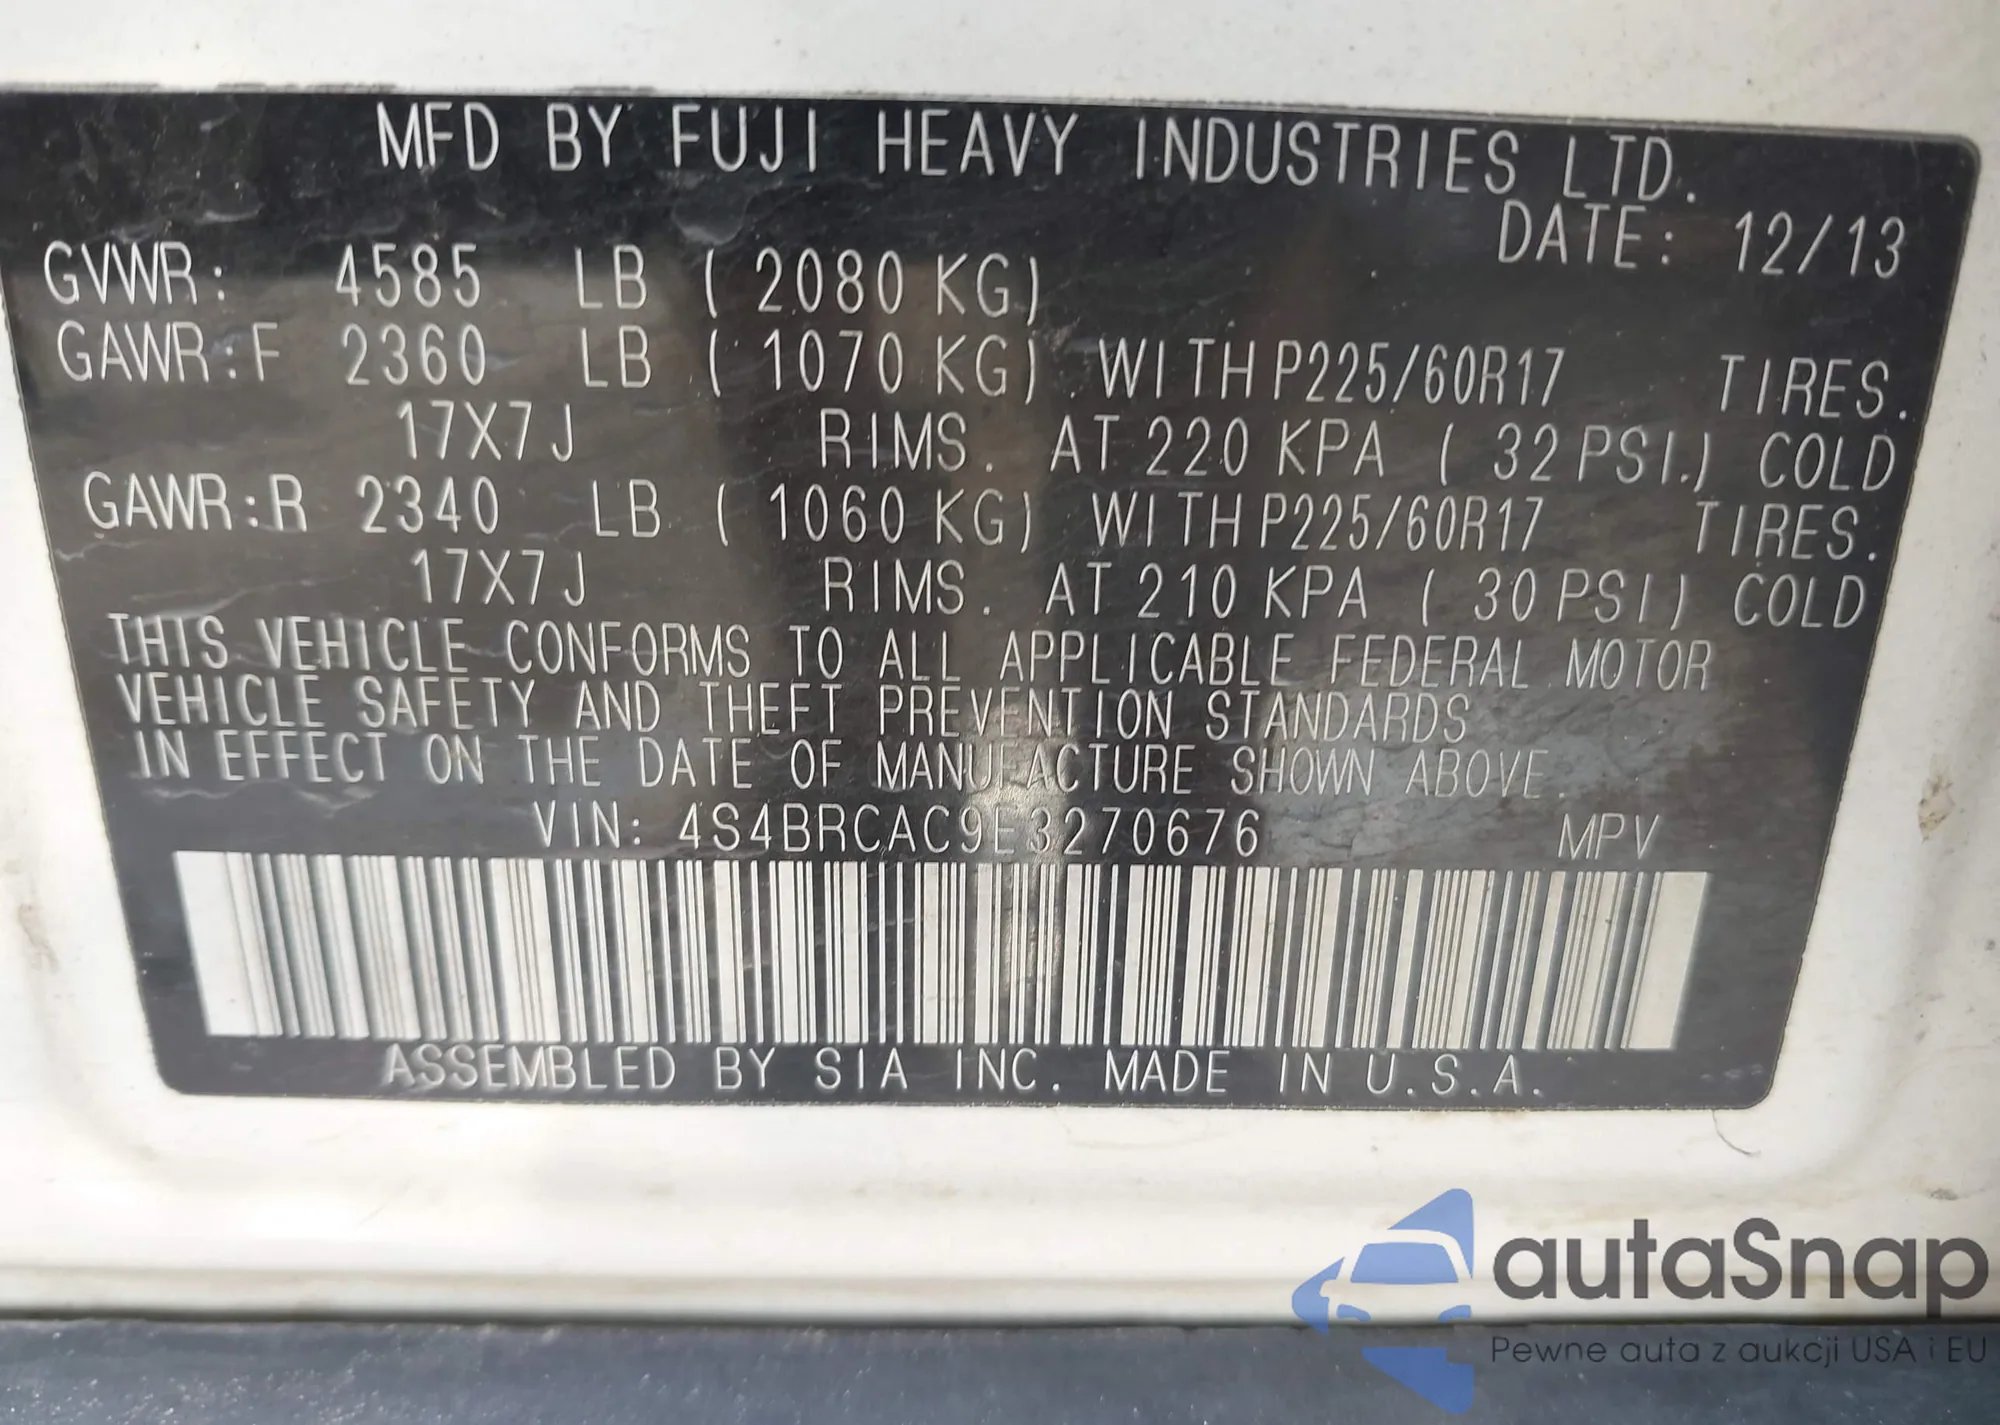 MFD BY FUJI HEAVY INDUSTRIES LTD.
DATE: 12/13
GVWR: 4585 LB ( 2080 KG)
GAWR:F 2360 LB ( 1070 KG) WITH P225/60R17 TIRES.
17X7J RIMS. AT 220 KPA ( 32 PSI.) COLD
GAWR:R 2340 LB ( 1060 KG) WITH P225/60R17 TIRES.
17X7J RIMS. AT 210 KPA ( 30 PSI) COLD
THIS VEHICLE CONFORMS TO ALL APPLICABLE FEDERAL MOTOR
VEHICLE SAFETY AND THEFT PREVENTION STANDARDS
IN EFFECT ON THE DATE OF MANUFACTURE SHOWN ABOVE.
VIN: 4S4BRCAC9E3270676 MPV
ASSEMBLED BY SIA INC. MADE IN U.S.A.
autaSnap
Pewne auta z aukcji USA i EU